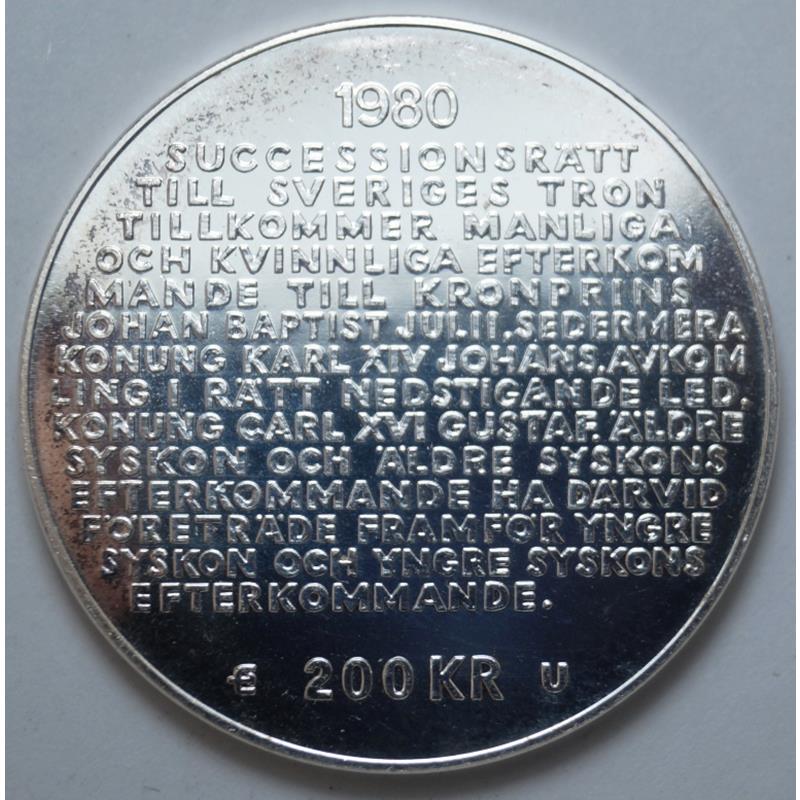 1980
SUCCESSIONSRÄTT
TILL SVERIGES TRON
TILLKOMMER MANLIGA
OCH KVINNLIGA EFTERKOM
MANDE TILL KRONPRINS
JOHAN BAPTIST JULII, SEDERMERA
KONUNG KARL XIV JOHANS, AVKOM
LING I RÄTT NEDSTIGANDE LED,
KONUNG CARL XVI GUSTAF. ÄLDRE
SYSKON OCH ÄLDRE SYSKONS
EFTERKOMMANDE HA DÄRVID
FÖRETRÄDE FRAMFÖR YNGRE
SYSKON OCH YNGRE SYSKONS
EFTERKOMMANDE.
200 KR U